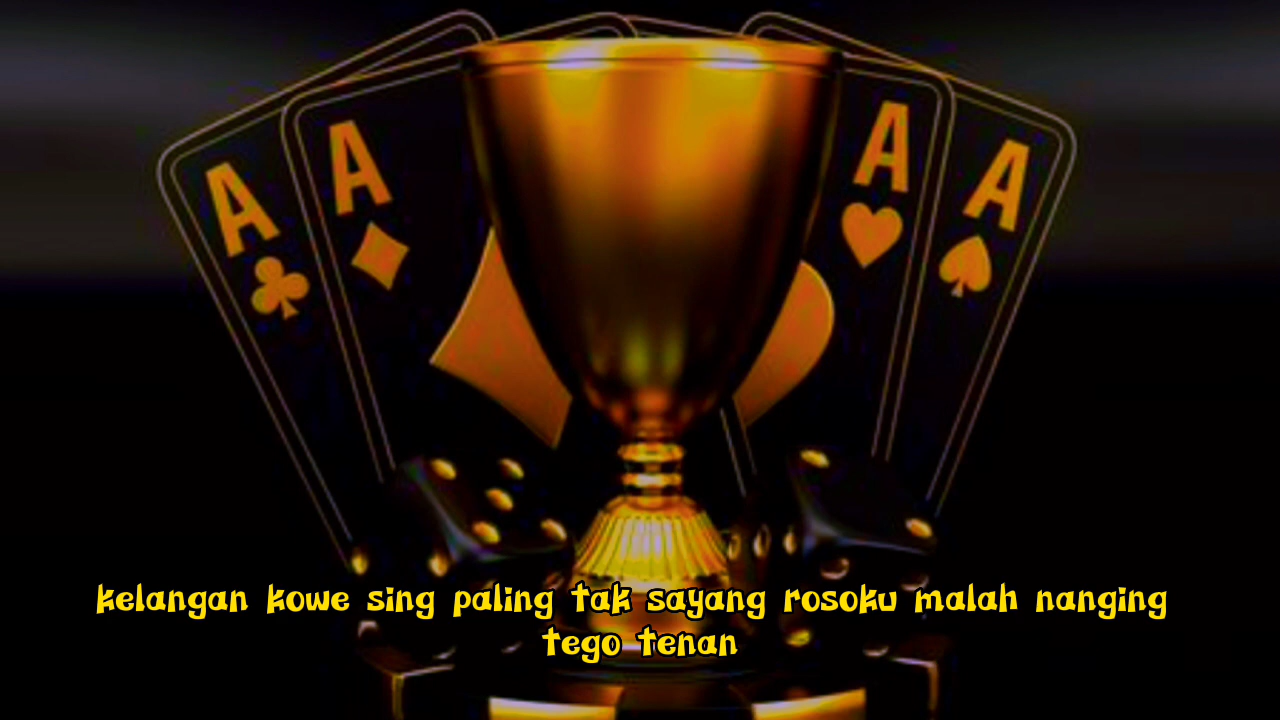 A
A
A
A
kelangan kowe sing paling tak sayang rosoku malah nanging
tego tenan